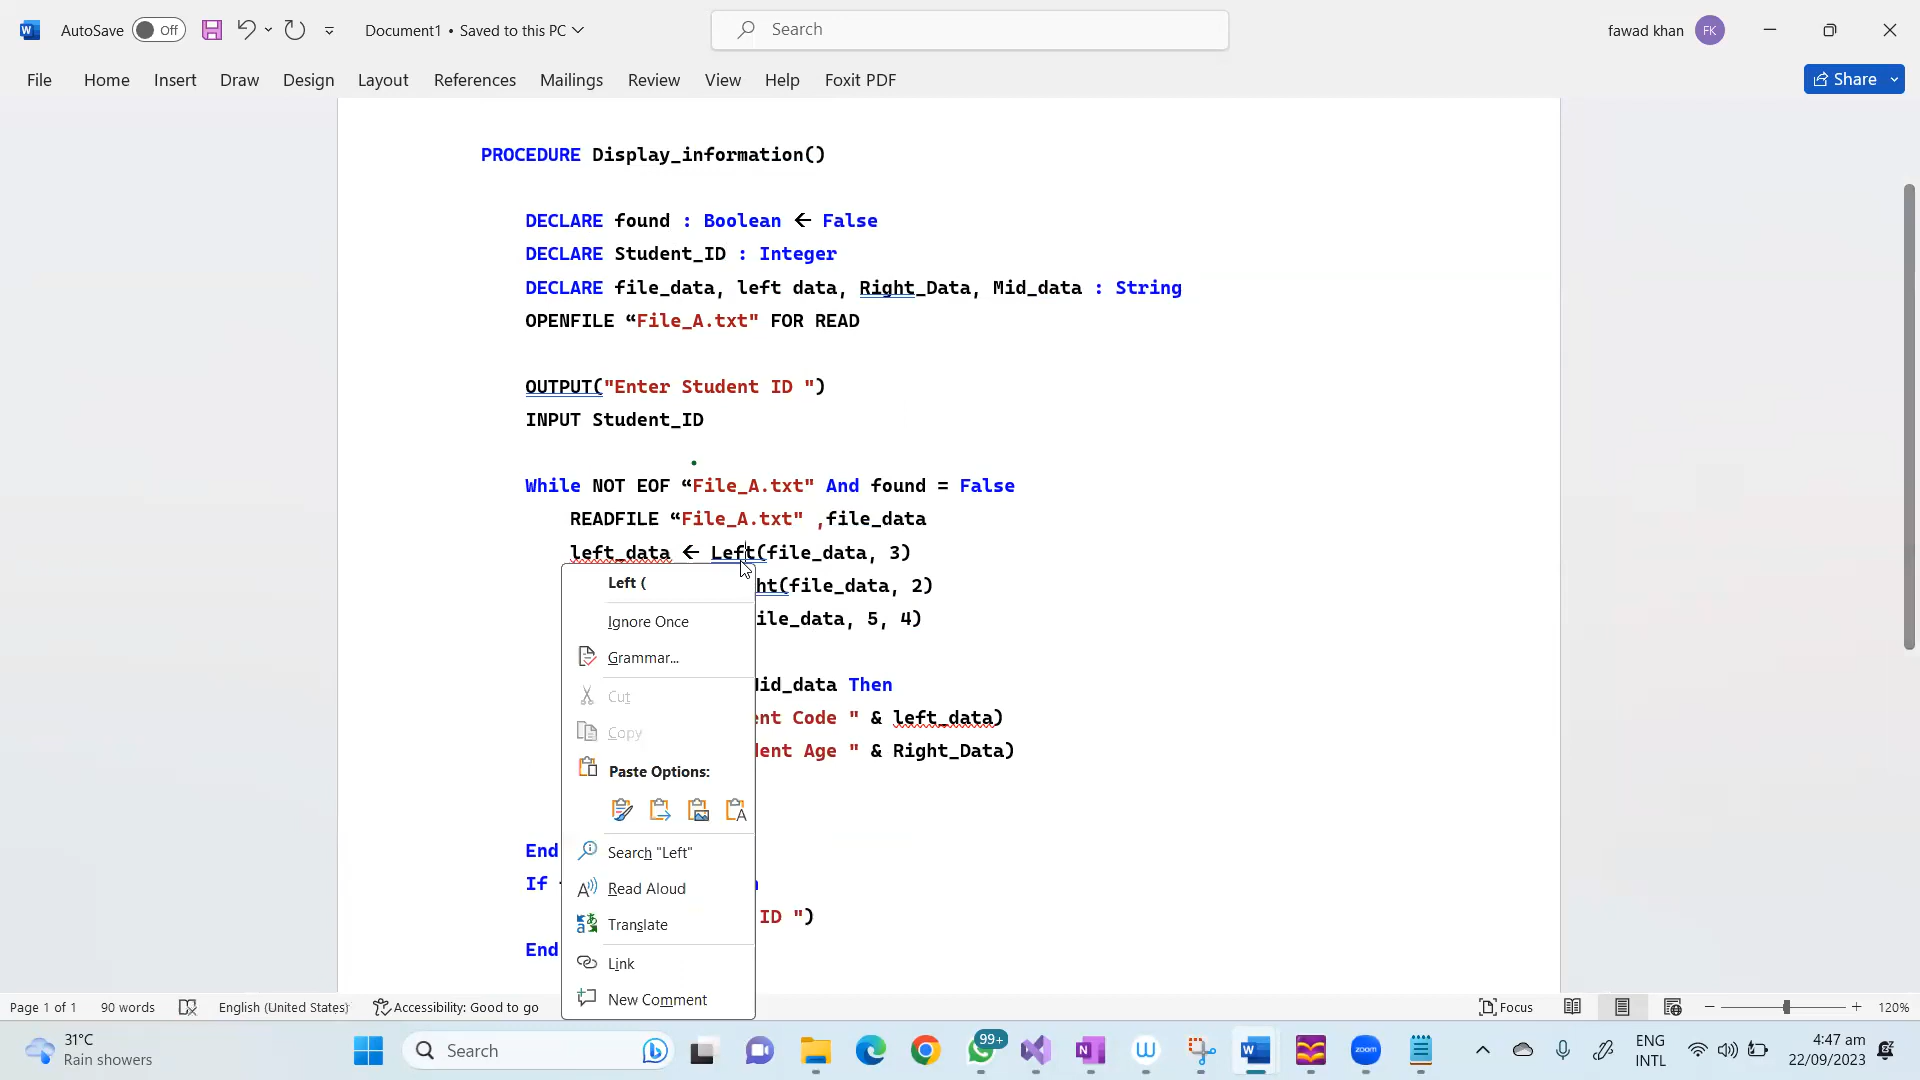 AutoSave Off Document1 • Saved to this PC Search fawad khan FK
File Home Insert Draw Design Layout References Mailings Review View Help Foxit PDF Share
PROCEDURE Display_information()
DECLARE found : Boolean ← False
DECLARE Student_ID : Integer
DECLARE file_data, left data, Right_Data, Mid_data : String
OPENFILE “File_A.txt" FOR READ
OUTPUT("Enter Student ID ")
INPUT Student_ID
While NOT EOF “File_A.txt" And found = False
READFILE “File_A.txt" ,file_data
left_data ← Left(file_data, 3)
ht(file_data, 2)
ile_data, 5, 4)
Mid_data Then
ent Code " & left_data)
dent Age " & Right_Data)
End
If
ID ")
End
Left (
Ignore Once
Grammar...
Cut
Copy
Paste Options:
Search "Left"
Read Aloud
Translate
Link
New Comment
Page 1 of 1 90 words English (United States) Accessibility: Good to go Focus 120%
31°C
Rain showers
Search
99+
zoom
ENG
INTL
4:47 am
22/09/2023